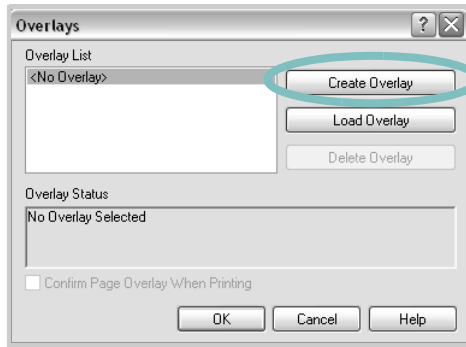 Overlays
Overlay List
<No Overlay>
Create Overlay
Load Overlay
Delete Overlay
Overlay Status
No Overlay Selected
Confirm Page Overlay When Printing
OK
Cancel
Help